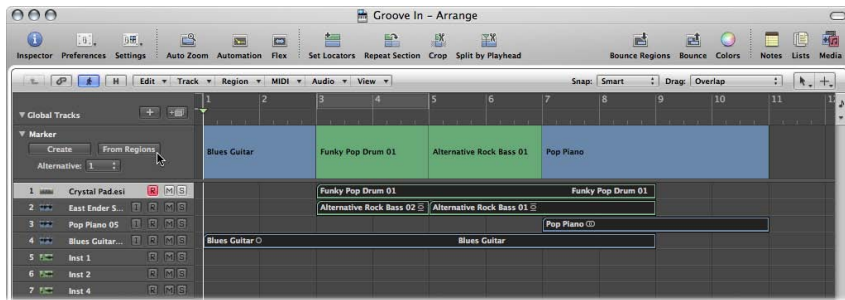 Groove In – Arrange
Inspector Preferences Settings Auto Zoom Automation Flex Set Locators Repeat Section Crop Split by Playhead Bounce Regions Bounce Colors Notes Lists Media
H Edit Track Region MIDI Audio View Snap: Smart Drag: Overlap
1 2 3 4 5 6 7 8 9 10 11
Global Tracks
Marker
Create From Regions
Alternative: 1
Blues Guitar Funky Pop Drum 01 Alternative Rock Bass 01 Pop Piano
1 Crystal Pad.esi R M S Funky Pop Drum 01 Funky Pop Drum 01
2 East Ender S... I R M S Alternative Rock Bass 02 Alternative Rock Bass 01
3 Pop Piano 05 I R M S Pop Piano
4 Blues Guitar... I R M S Blues Guitar Blues Guitar
5 Inst 1 R M S
6 Inst 2 R M S
7 Inst 4 R M S